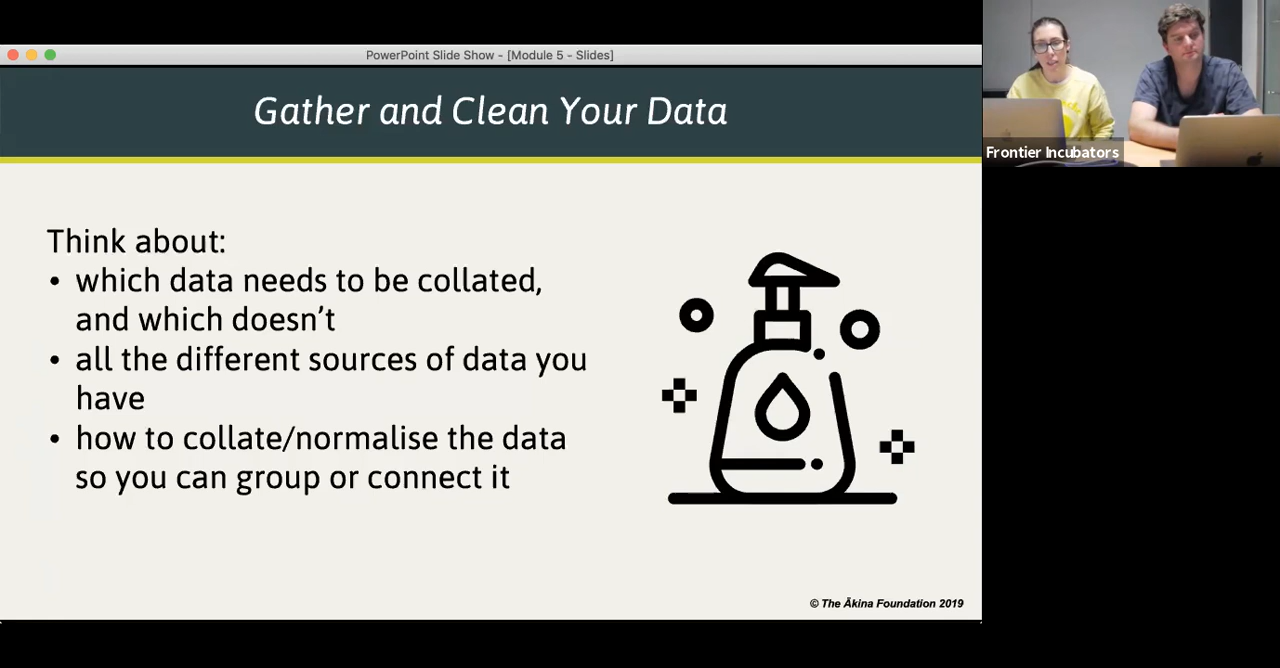 PowerPoint Slide Show - [Module 5 - Slides]
Gather and Clean Your Data
Think about:
• which data needs to be collated,
and which doesn’t
• all the different sources of data you
have
• how to collate/normalise the data
so you can group or connect it
© The Ākina Foundation 2019
Frontier Incubators